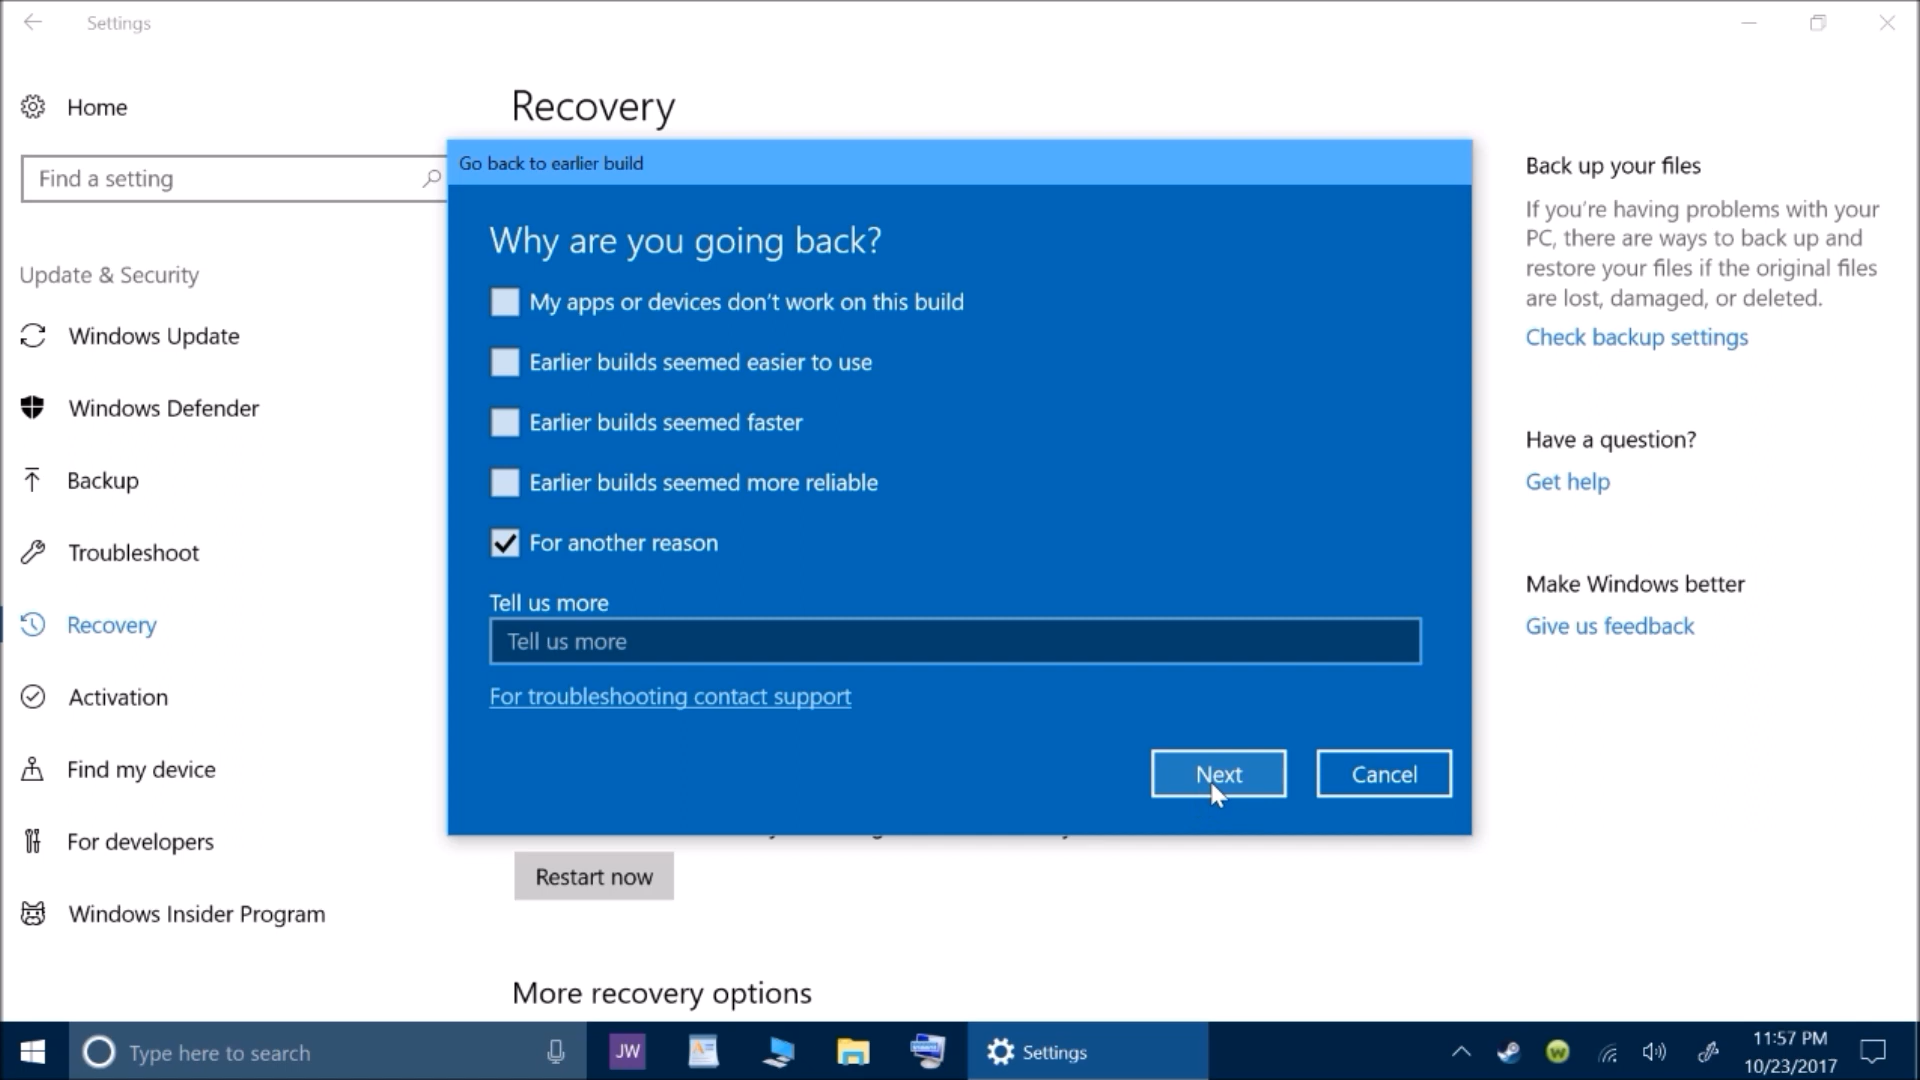 Settings
Home
Find a setting
Update & Security
Windows Update
Windows Defender
Backup
Troubleshoot
Recovery
Activation
Find my device
For developers
Windows Insider Program
Recovery
Go back to earlier build
Why are you going back?
My apps or devices don't work on this build
Earlier builds seemed easier to use
Earlier builds seemed faster
Earlier builds seemed more reliable
For another reason
Tell us more
Tell us more
For troubleshooting contact support
Next
Cancel
Restart now
More recovery options
Back up your files
If you're having problems with your
PC, there are ways to back up and
restore your files if the original files
are lost, damaged, or deleted.
Check backup settings
Have a question?
Get help
Make Windows better
Give us feedback
Type here to search
JW
Settings
11:57 PM
10/23/2017